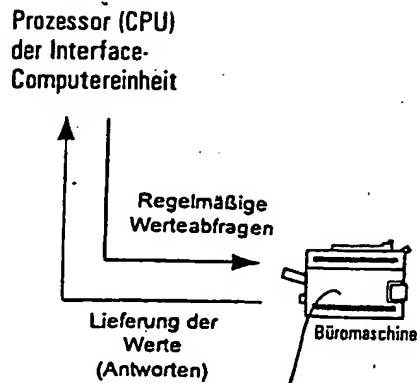 Prozessor (CPU)
der Interface-
Computereinheit
Regelmäßige
Werteabfragen
Lieferung der
Werte
(Antworten)
Büromaschine